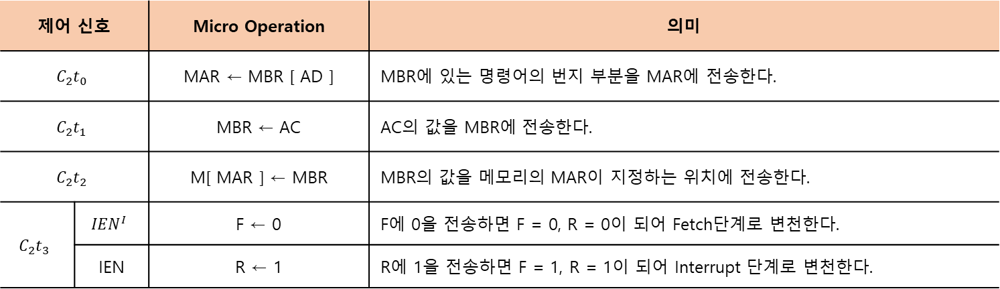 제어 신호 Micro Operation 의미
C₂t₀ MAR ← MBR [ AD ] MBR에 있는 명령어의 번지 부분을 MAR에 전송한다.
C₂t₁ MBR ← AC AC의 값을 MBR에 전송한다.
C₂t₂ M[ MAR ] ← MBR MBR의 값을 메모리의 MAR이 지정하는 위치에 전송한다.
C₂t₃ IENᴵ F ← 0 F에 0을 전송하면 F = 0, R = 0이 되어 Fetch단계로 변천한다.
IEN R ← 1 R에 1을 전송하면 F = 1, R = 1이 되어 Interrupt 단계로 변천한다.